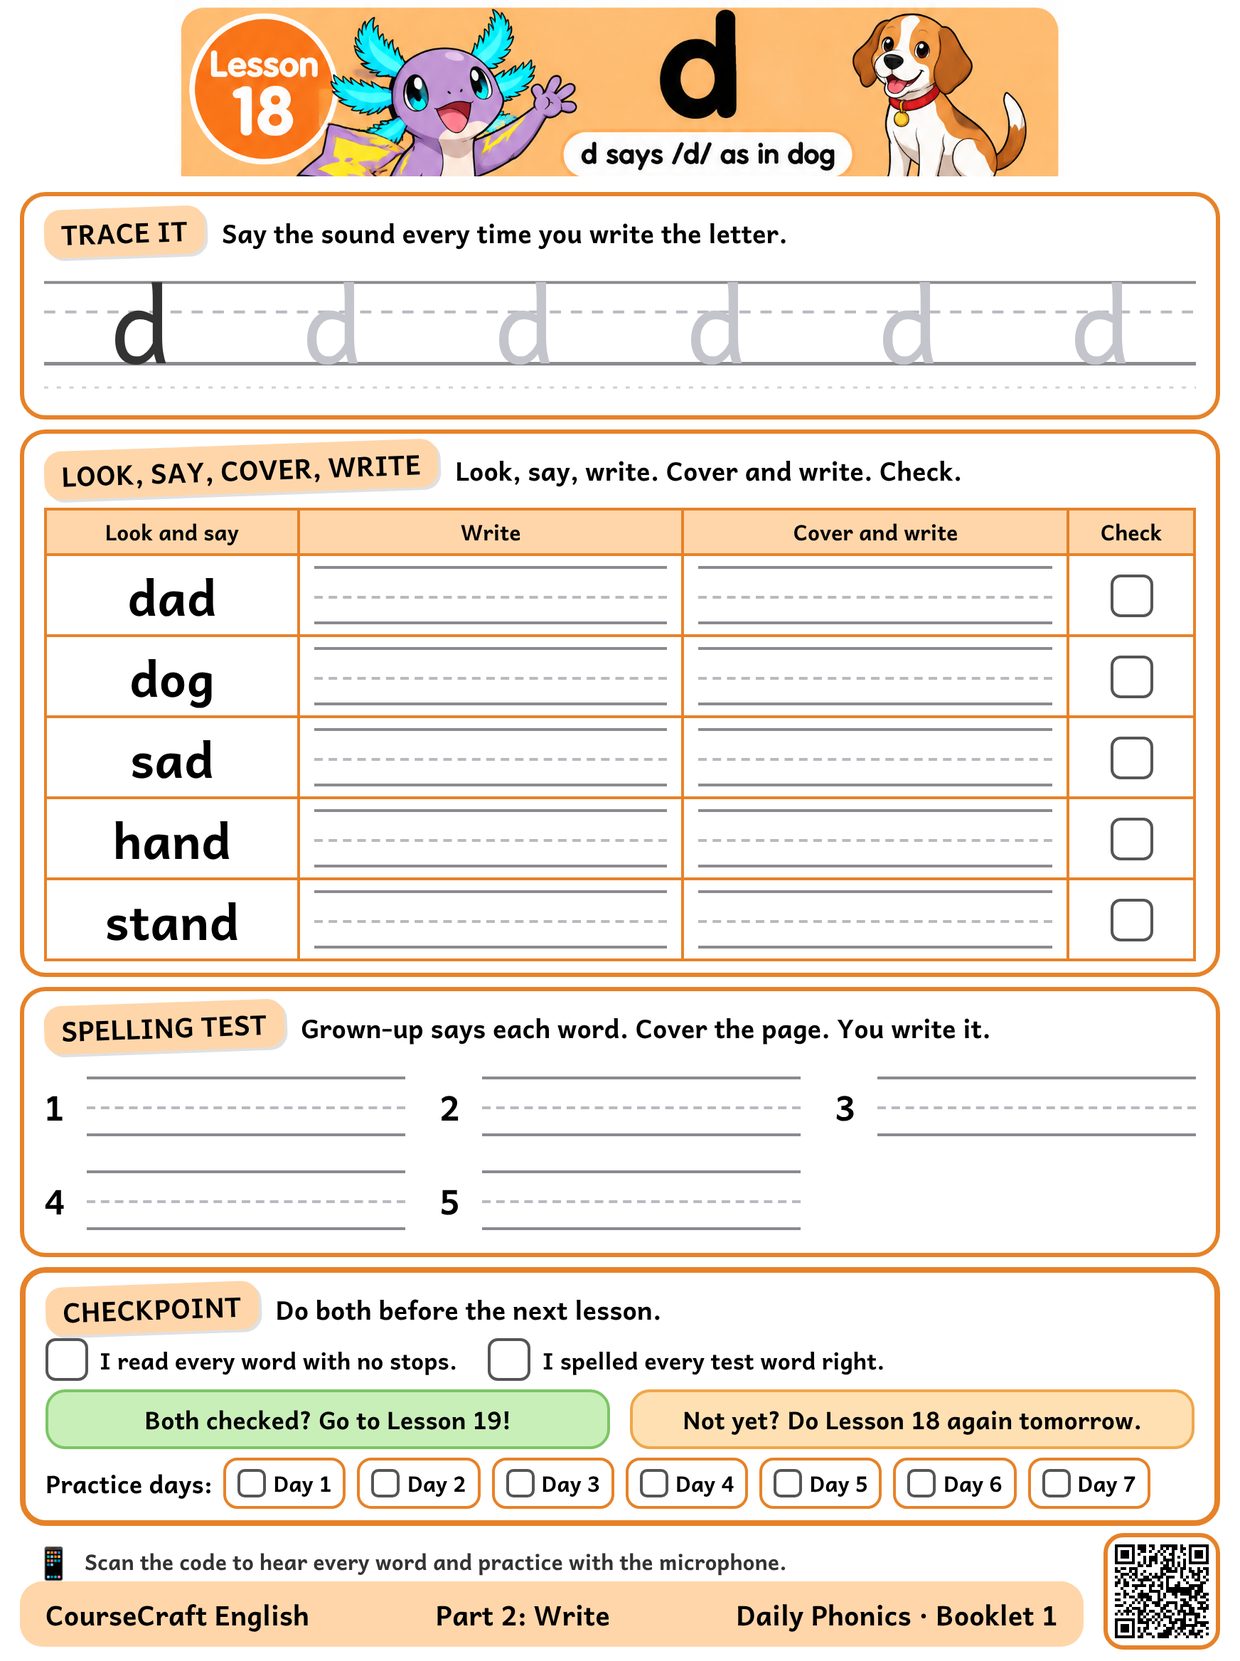 Lesson
18
d
d says /d/ as in dog
TRACE IT Say the sound every time you write the letter.
d d d d d d
LOOK, SAY, COVER, WRITE Look, say, write. Cover and write. Check.
Look and say Write Cover and write Check
dad
dog
sad
hand
stand
SPELLING TEST Grown-up says each word. Cover the page. You write it.
1 2 3
4 5
CHECKPOINT Do both before the next lesson.
I read every word with no stops. I spelled every test word right.
Both checked? Go to Lesson 19! Not yet? Do Lesson 18 again tomorrow.
Practice days: Day 1 Day 2 Day 3 Day 4 Day 5 Day 6 Day 7
Scan the code to hear every word and practice with the microphone.
CourseCraft English Part 2: Write Daily Phonics · Booklet 1